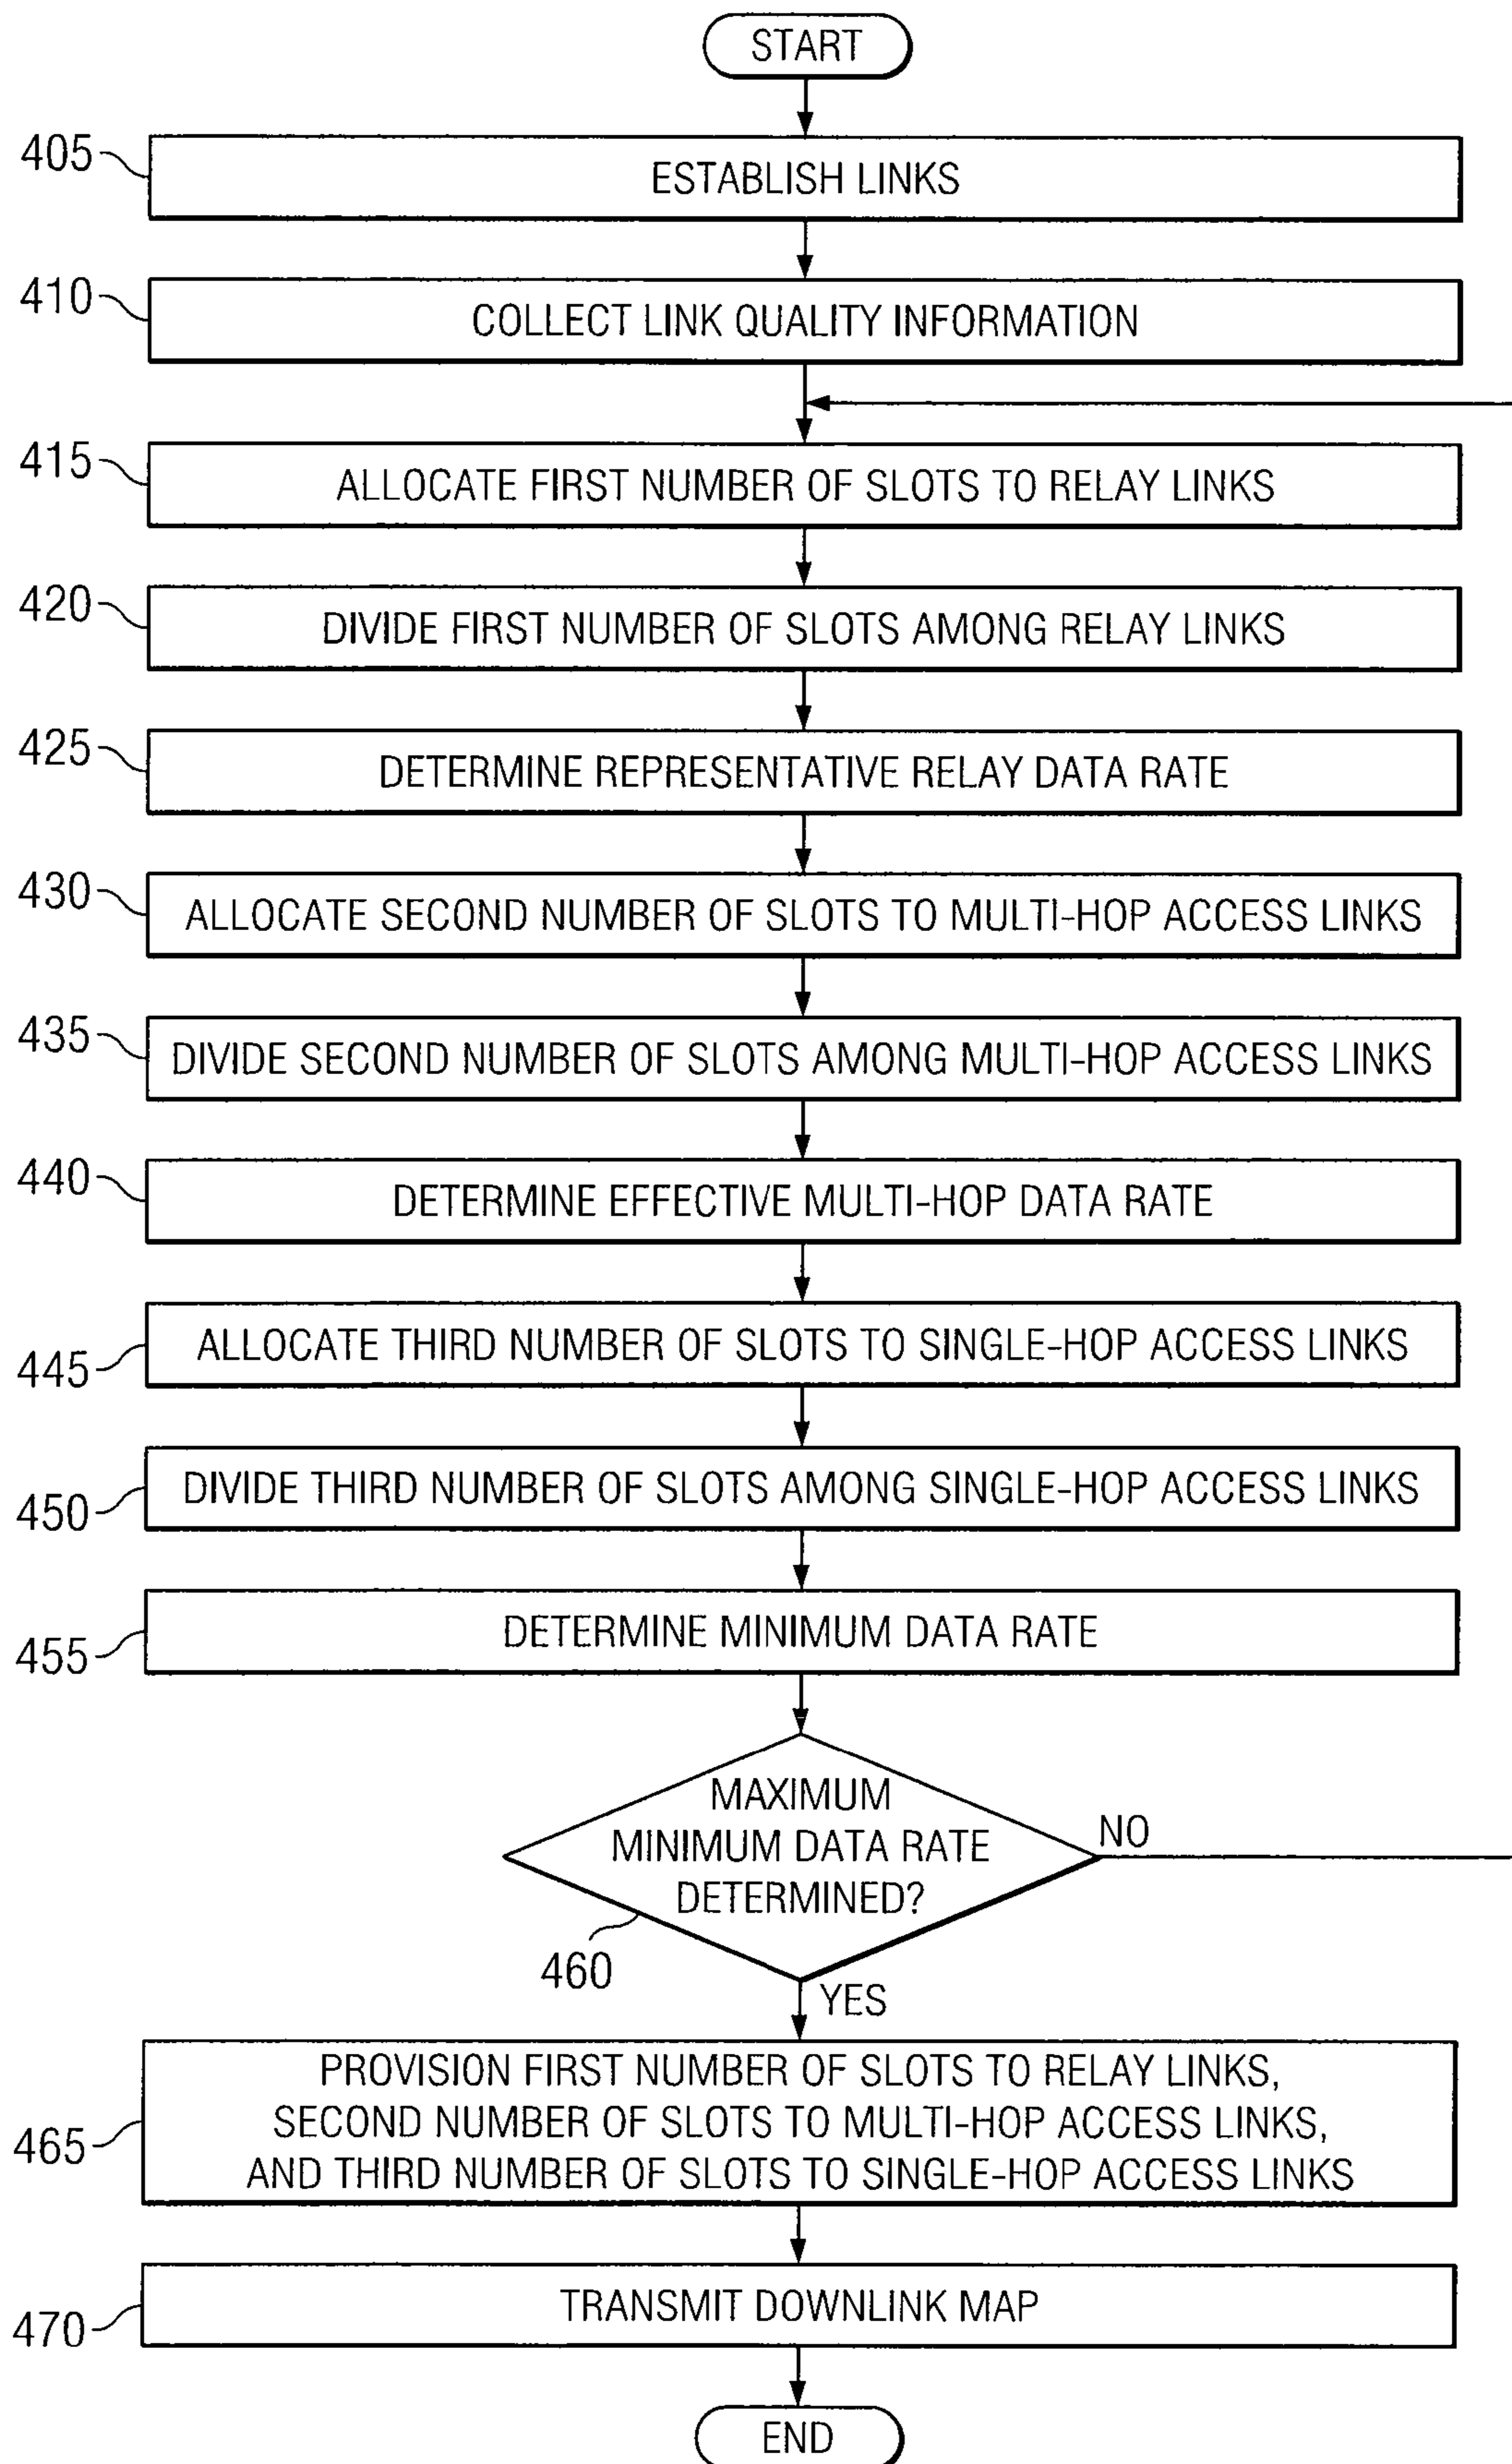 START
405
ESTABLISH LINKS
410
COLLECT LINK QUALITY INFORMATION
415
ALLOCATE FIRST NUMBER OF SLOTS TO RELAY LINKS
420
DIVIDE FIRST NUMBER OF SLOTS AMONG RELAY LINKS
425
DETERMINE REPRESENTATIVE RELAY DATA RATE
430
ALLOCATE SECOND NUMBER OF SLOTS TO MULTI-HOP ACCESS LINKS
435
DIVIDE SECOND NUMBER OF SLOTS AMONG MULTI-HOP ACCESS LINKS
440
DETERMINE EFFECTIVE MULTI-HOP DATA RATE
445
ALLOCATE THIRD NUMBER OF SLOTS TO SINGLE-HOP ACCESS LINKS
450
DIVIDE THIRD NUMBER OF SLOTS AMONG SINGLE-HOP ACCESS LINKS
455
DETERMINE MINIMUM DATA RATE
MAXIMUM
MINIMUM DATA RATE
DETERMINED?
NO
460
YES
465
PROVISION FIRST NUMBER OF SLOTS TO RELAY LINKS,
SECOND NUMBER OF SLOTS TO MULTI-HOP ACCESS LINKS,
AND THIRD NUMBER OF SLOTS TO SINGLE-HOP ACCESS LINKS
470
TRANSMIT DOWNLINK MAP
END